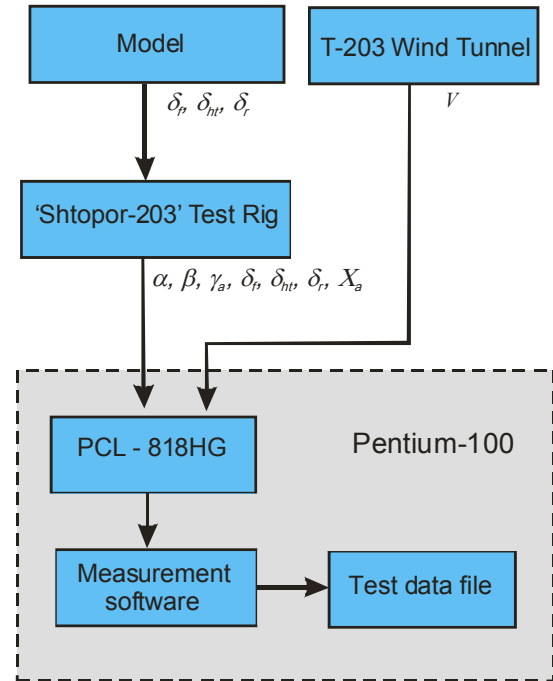 Model
T-203 Wind Tunnel
δf, δht, δr
V
‘Shtopor-203’ Test Rig
α, β, γa, δf, δht, δr, Xa
PCL - 818HG
Pentium-100
Measurement
software
Test data file